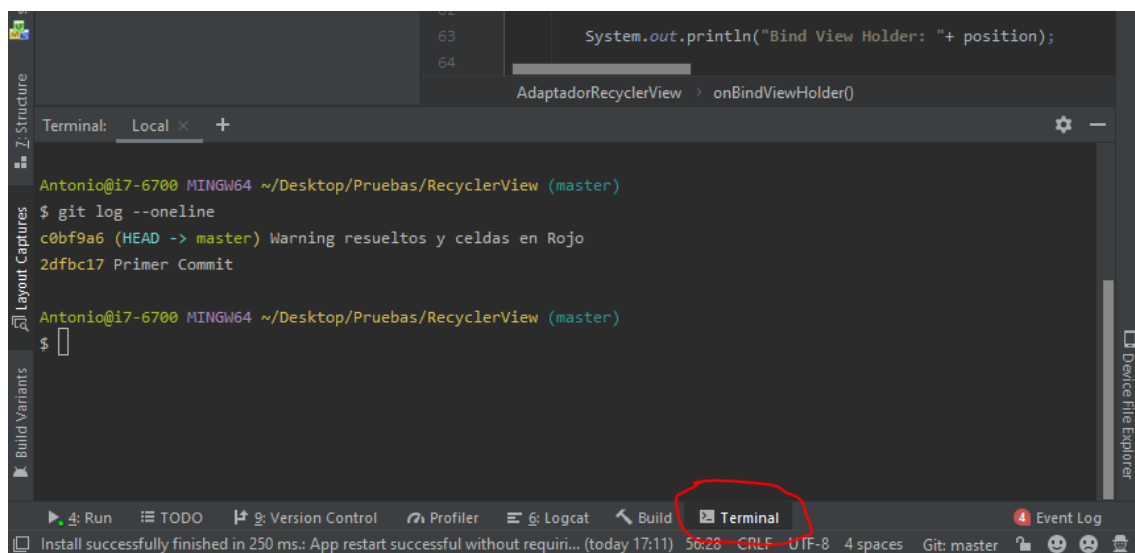 63 System.out.println("Bind View Holder: "+ position);
64
AdaptadorRecyclerView > onBindViewHolder()
Terminal: Local × +
Antonio@i7-6700 MINGW64 ~/Desktop/Pruebas/RecyclerView (master)
$ git log --oneline
c0bf9a6 (HEAD -> master) Warning resueltos y celdas en Rojo
2dfbc17 Primer Commit
Antonio@i7-6700 MINGW64 ~/Desktop/Pruebas/RecyclerView (master)
$
7: Structure
Layout Captures
Build Variants
Device File Explorer
4: Run TODO 9: Version Control Profiler 6: Logcat Build Terminal 4 Event Log
Install successfully finished in 250 ms.: App restart successful without requiri... (today 17:11) 56:28 CRLF UTF-8 4 spaces Git: master